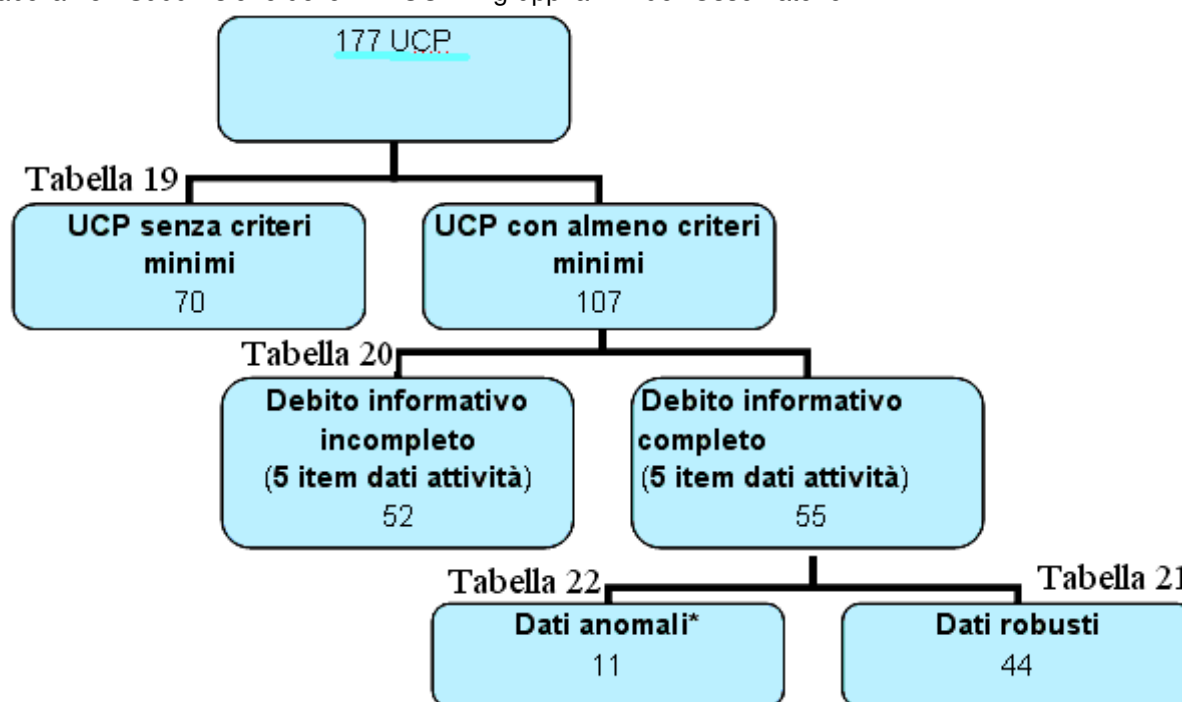 177 UCP
Tabella 19
UCP senza criteri
minimi
70
UCP con almeno criteri
minimi
107
Tabella 20
Debito informativo
incompleto
(5 item dati attività)
52
Debito informativo
completo
(5 item dati attività)
55
Tabella 22
Tabella 21
Dati anomali*
11
Dati robusti
44